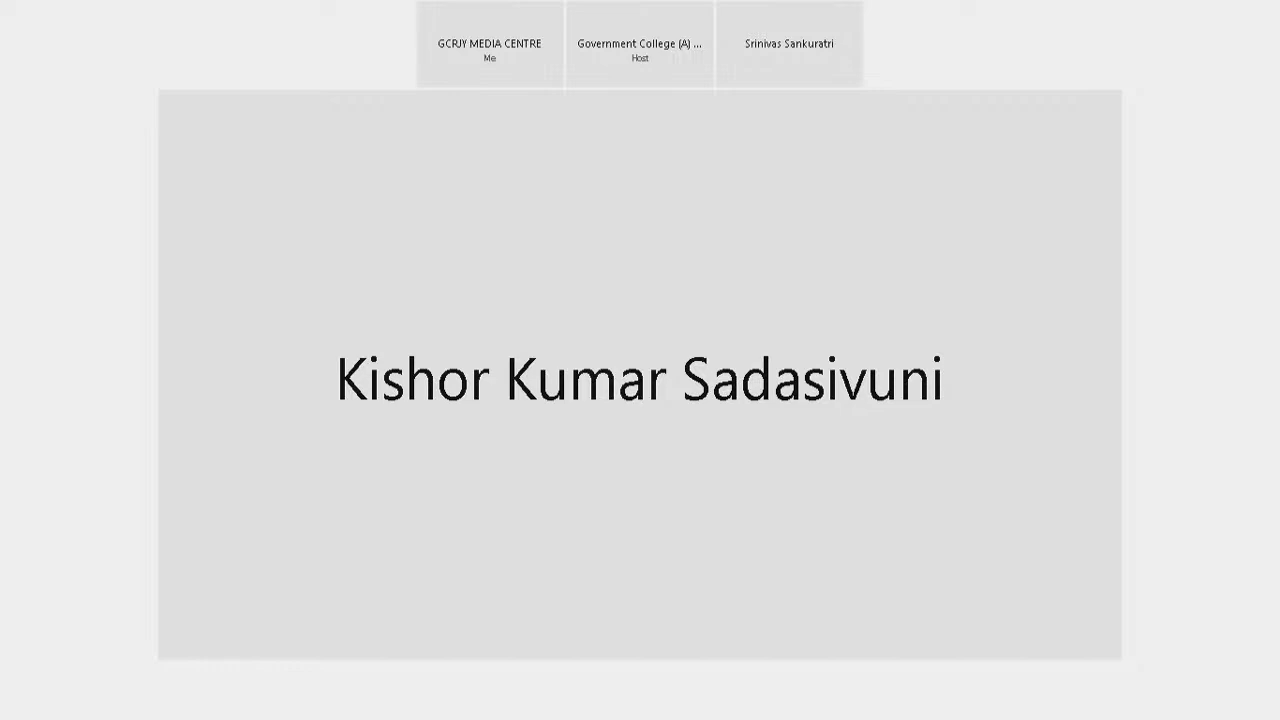 GCRJY MEDIA CENTRE
Me
Government College (A) ...
Host
Srinivas Sankuratri
Kishor Kumar Sadasivuni